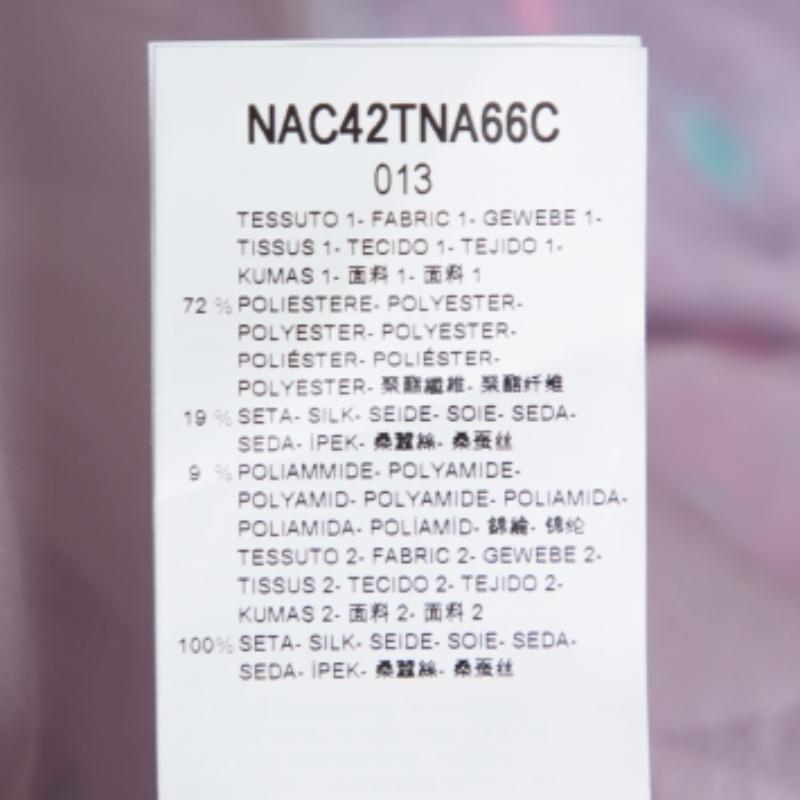 NAC42TNA66C
013
TESSUTO 1- FABRIC 1- GEWEBE 1-
TISSUS 1- TECIDO 1- TEJIDO 1-
KUMAS 1- 面料 1- 面料 1
72 % POLIESTERE- POLYESTER-
POLYESTER- POLYESTER-
POLIÉSTER- POLIÉSTER-
POLYESTER- 聚酯纖維- 聚酯纤维
19 % SETA- SILK- SEIDE- SOIE- SEDA-
SEDA- İPEK- 桑蠶絲- 桑蚕丝
9 % POLIAMMIDE- POLYAMIDE-
POLYAMID- POLYAMIDE- POLIAMIDA-
POLIAMIDA- POLİAMİD- 錦綸- 锦纶
TESSUTO 2- FABRIC 2- GEWEBE 2-
TISSUS 2- TECIDO 2- TEJIDO 2-
KUMAS 2- 面料 2- 面料 2
100% SETA- SILK- SEIDE- SOIE- SEDA-
SEDA- İPEK- 桑蠶絲- 桑蚕丝